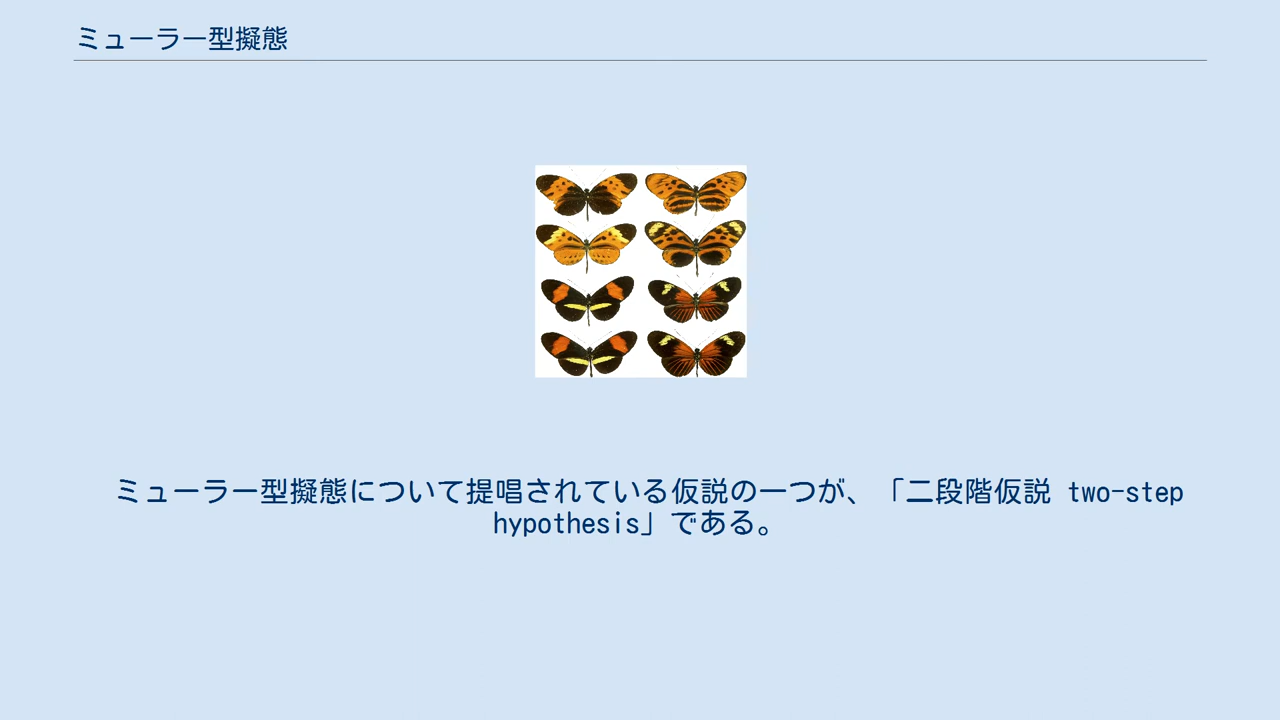 ミューラー型擬態
ミューラー型擬態について提唱されている仮説の一つが、「二段階仮説 two-step
hypothesis」である。